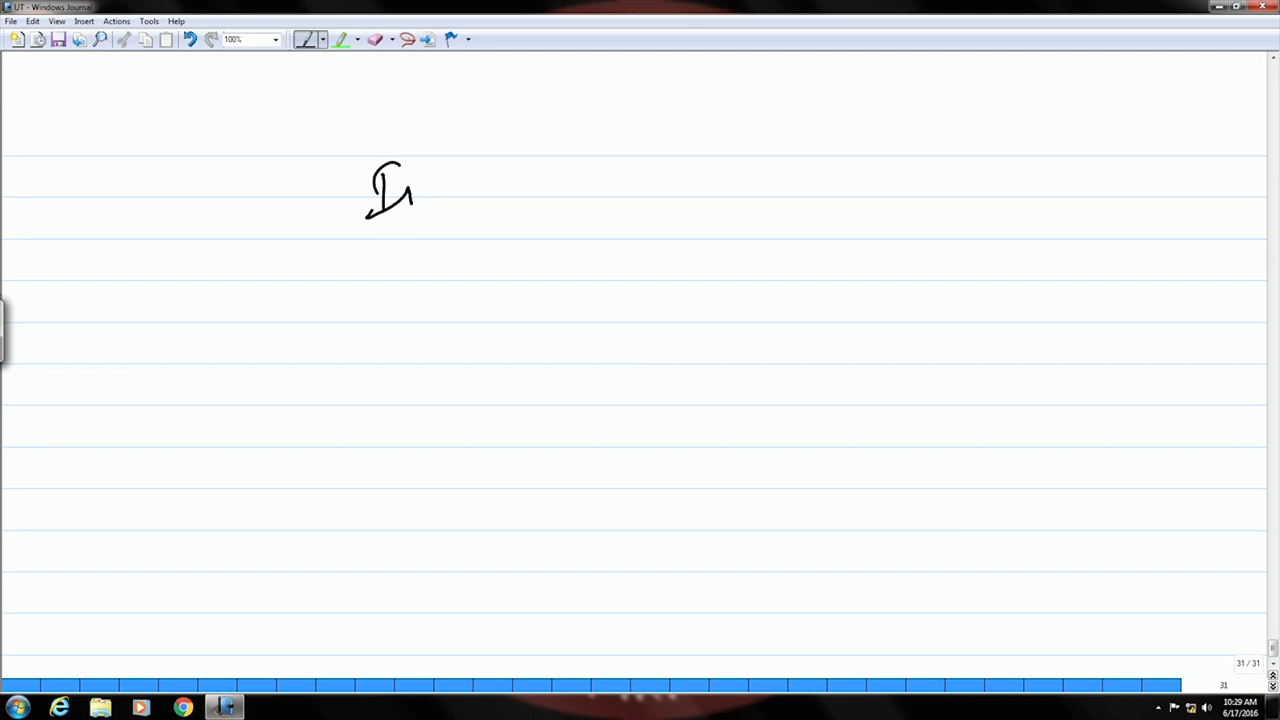 UT - Windows Journal
File Edit View Insert Actions Tools Help
100%
31 / 31
31
10:29 AM
6/17/2016